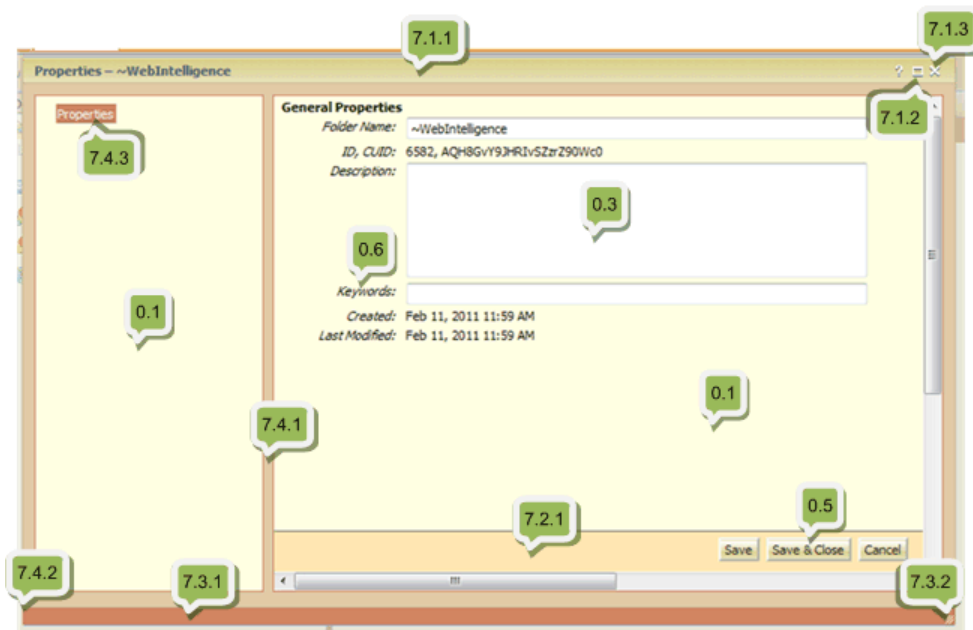 7.1.1
7.1.3
Properties – ~WebIntelligence
?
7.1.2
Properties
General Properties
Folder Name: ~WebIntelligence
7.4.3
ID, CUID: 6582, AQH8GvY9JHRIvSZzrZ90Wc0
Description:
0.3
0.6
Keywords:
0.1
Created: Feb 11, 2011 11:59 AM
Last Modified: Feb 11, 2011 11:59 AM
0.1
7.4.1
0.5
7.2.1
Save Save & Close Cancel
7.4.2
7.3.1
7.3.2